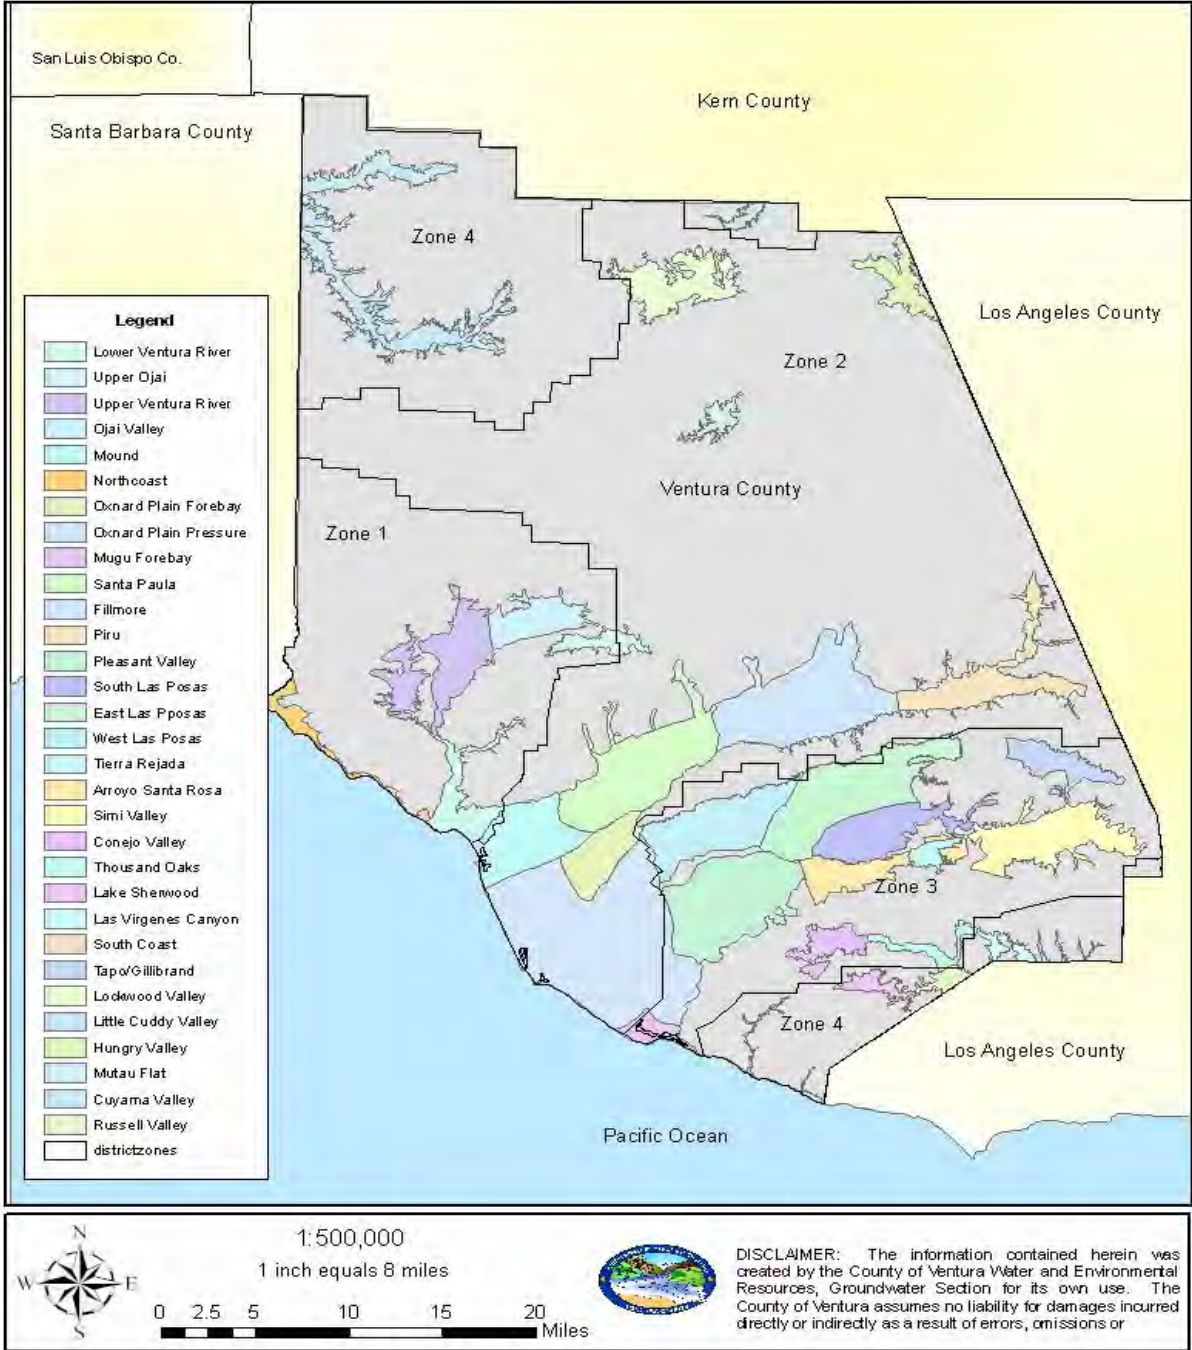 San Luis Obispo Co.
Kern County
Santa Barbara County
Zone 4
Los Angeles County
Zone 2
Ventura County
Zone 1
Zone 3
Zone 4
Los Angeles County
Pacific Ocean
Legend
Lower Ventura River
Upper Ojai
Upper Ventura River
Ojai Valley
Mound
Northcoast
Oxnard Plain Forebay
Oxnard Plain Pressure
Mugu Forebay
Santa Paula
Fillmore
Piru
Pleasant Valley
South Las Posas
East Las Pposas
West Las Posas
Tierra Rejada
Arroyo Santa Rosa
Simi Valley
Conejo Valley
Thousand Oaks
Lake Sherwood
Las Virgenes Canyon
South Coast
Tapo/Gillibrand
Lockwood Valley
Little Cuddy Valley
Hungry Valley
Mutau Flat
Cuyama Valley
Russell Valley
districtzones
N
W E
S
1:500,000
1 inch equals 8 miles
0 2.5 5 10 15 20
Miles
DISCLAIMER: The information contained herein was
created by the County of Ventura Water and Environmental
Resources, Groundwater Section for its own use. The
County of Ventura assumes no liability for damages incurred
directly or indirectly as a result of errors, omissions or